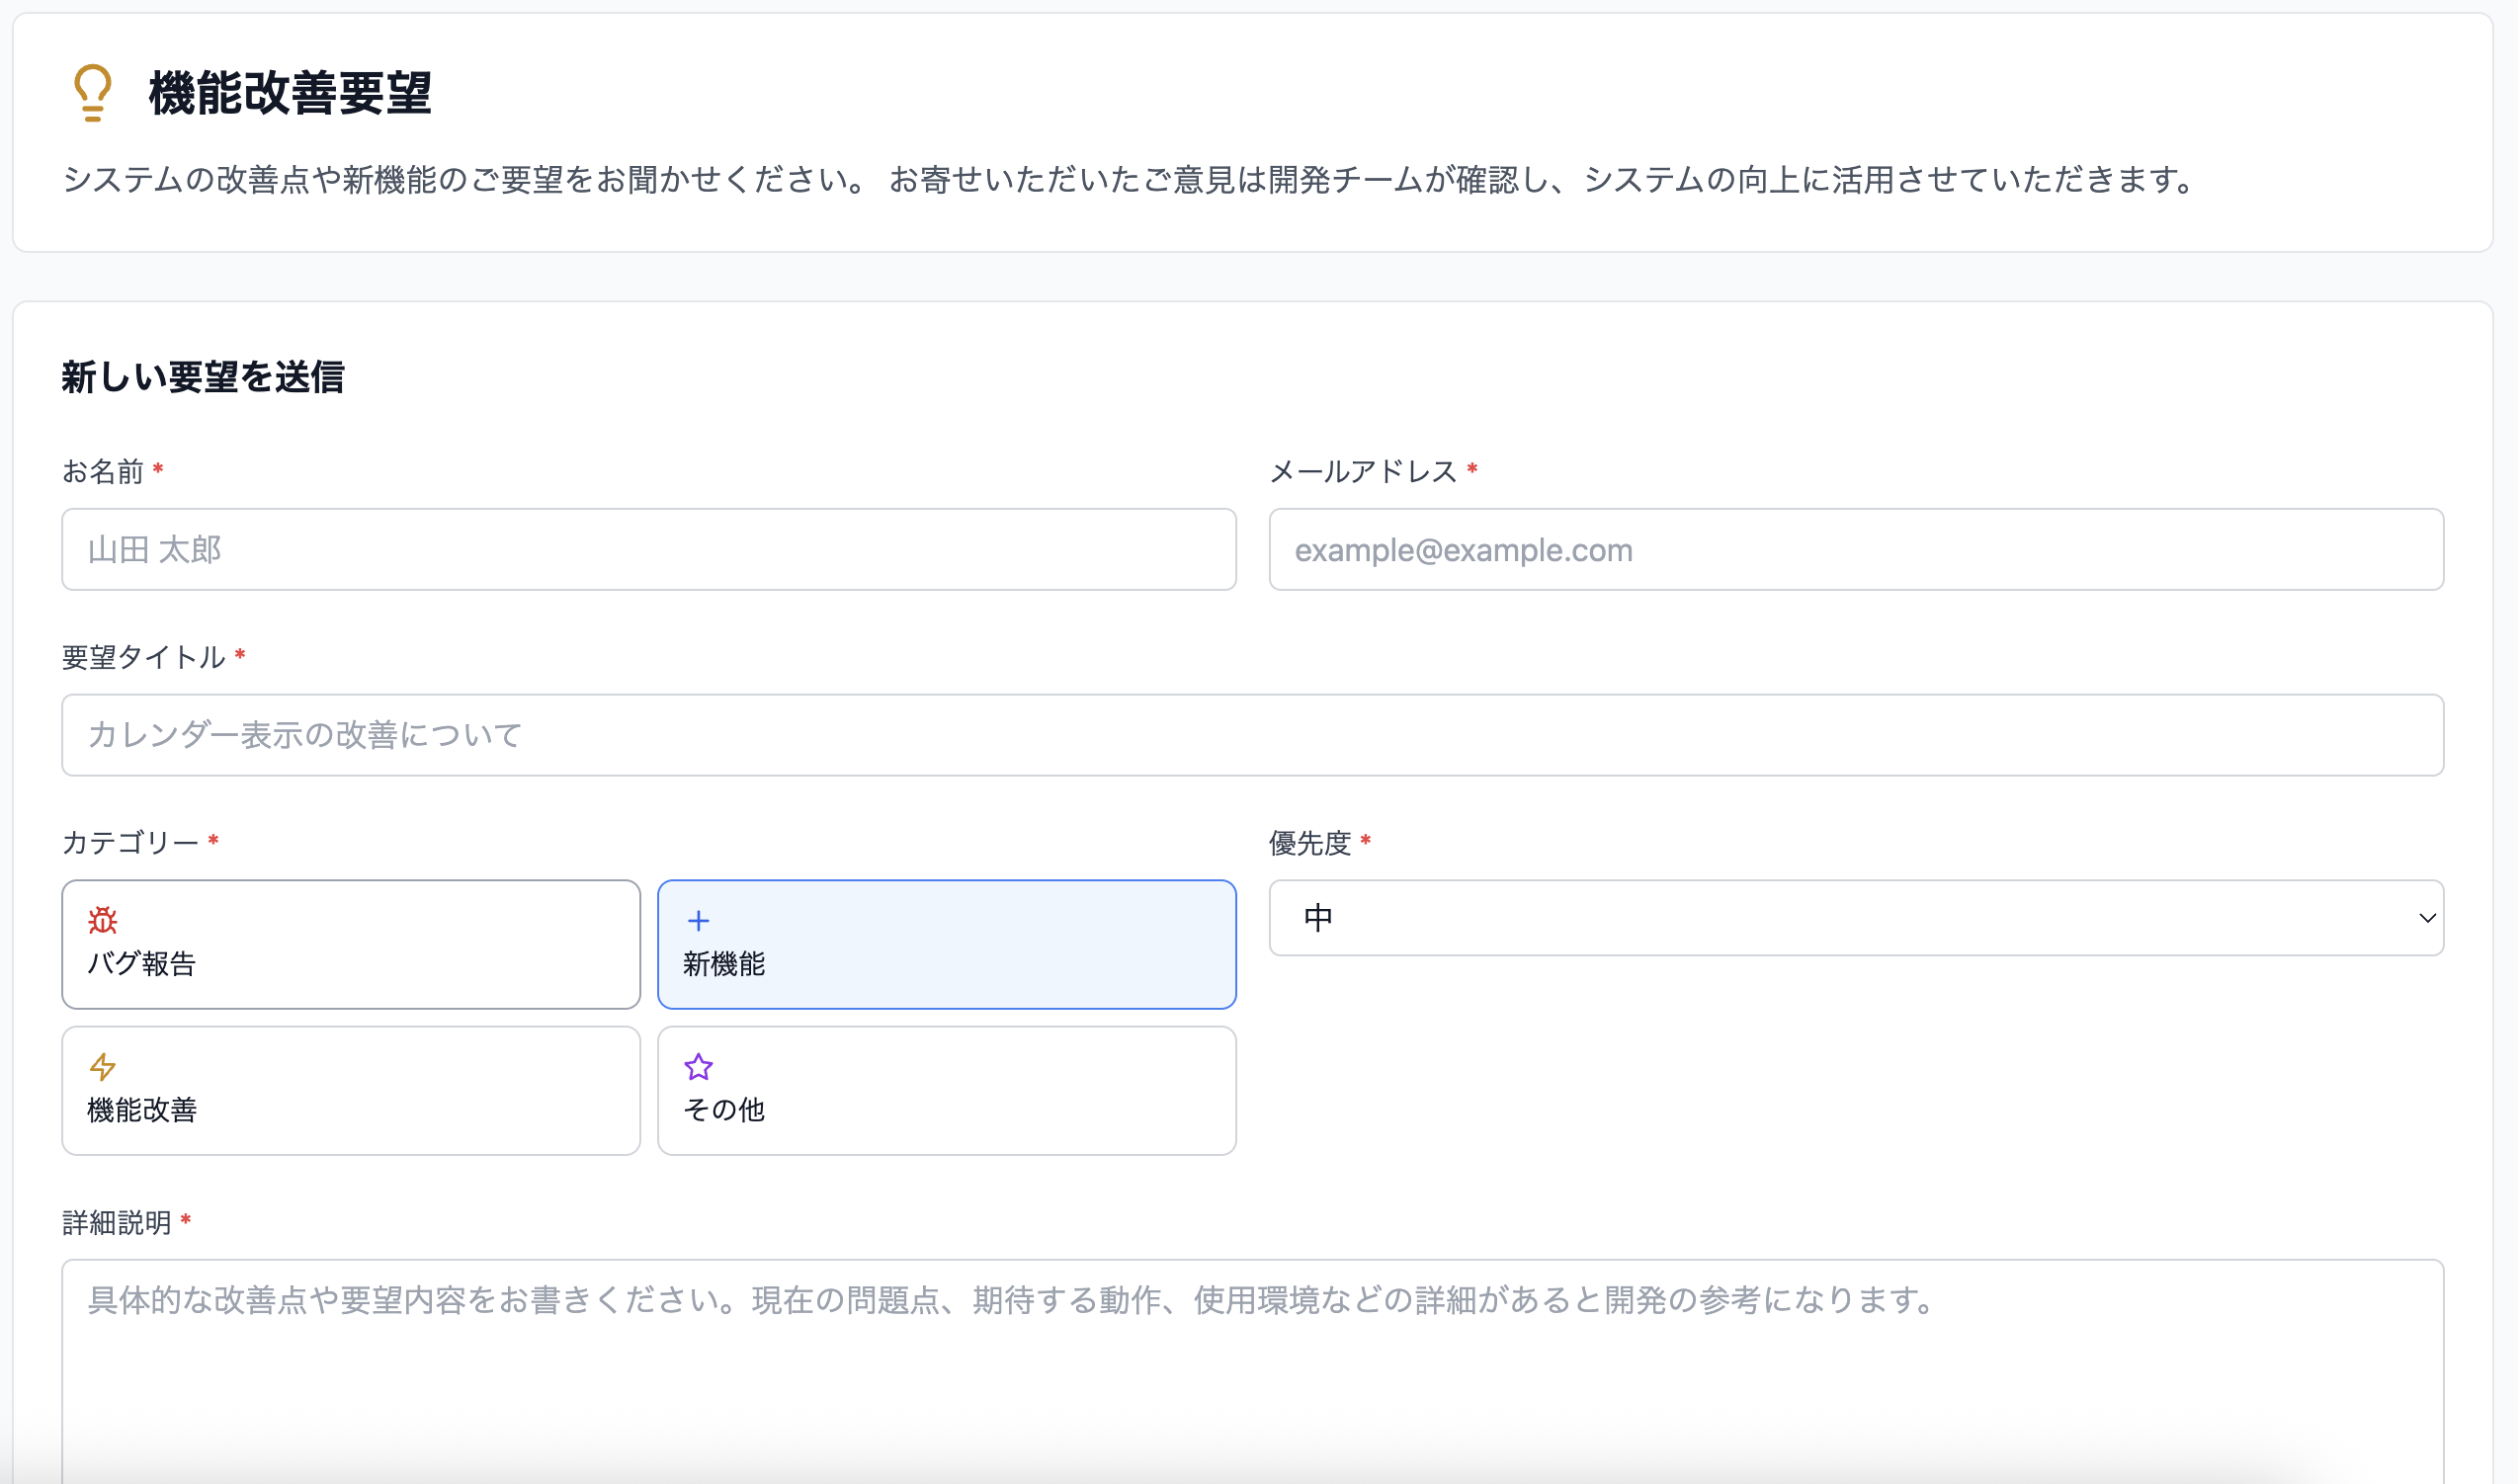 機能改善要望
システムの改善点や新機能のご要望をお聞かせください。 お寄せいただいたご意見は開発チームが確認し、システムの向上に活用させていただきます。
新しい要望を送信
お名前 *
山田 太郎
メールアドレス *
example@example.com
要望タイトル *
カレンダー表示の改善について
カテゴリー *
バグ報告
新機能
機能改善
その他
優先度 *
中
詳細説明 *
具体的な改善点や要望内容をお書きください。現在の問題点、期待する動作、使用環境などの詳細があると開発の参考になります。